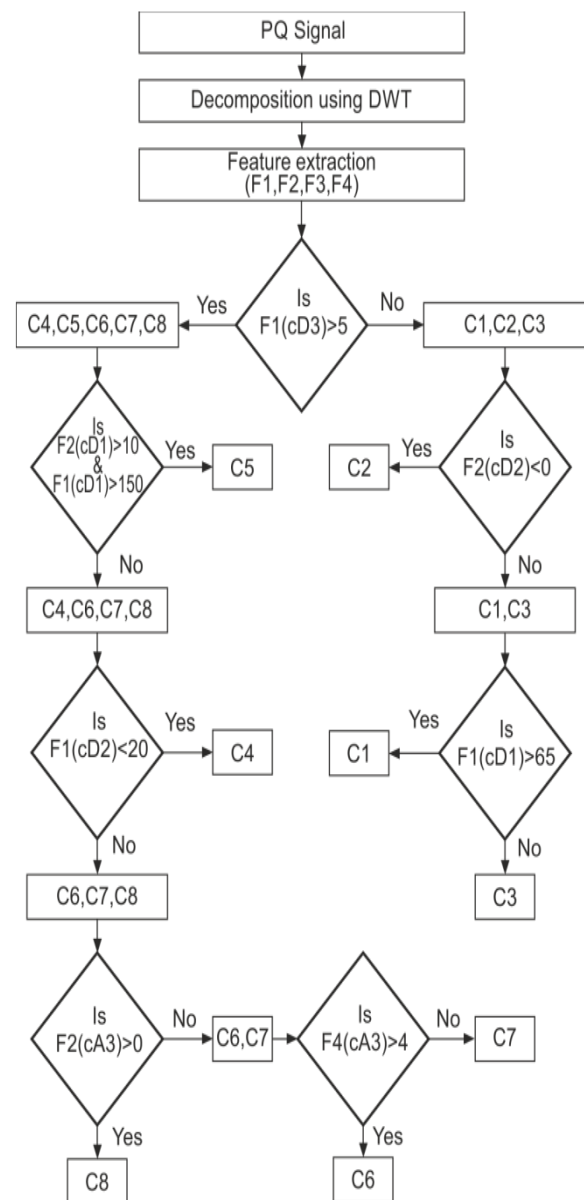 PQ Signal
Decomposition using DWT
Feature extraction
(F1,F2,F3,F4)
Is
F1(cD3)>5
Yes
No
C4,C5,C6,C7,C8
C1,C2,C3
Is
F2(cD1)>10
&
F1(cD1)>150
Yes
C5
No
Is
F2(cD2)<0
Yes
C2
No
C4,C6,C7,C8
C1,C3
Is
F1(cD2)<20
Yes
C4
No
Is
F1(cD1)>65
Yes
C1
No
C3
C6,C7,C8
Is
F2(cA3)>0
No
C6,C7
Yes
C8
Is
F4(cA3)>4
No
C7
Yes
C6